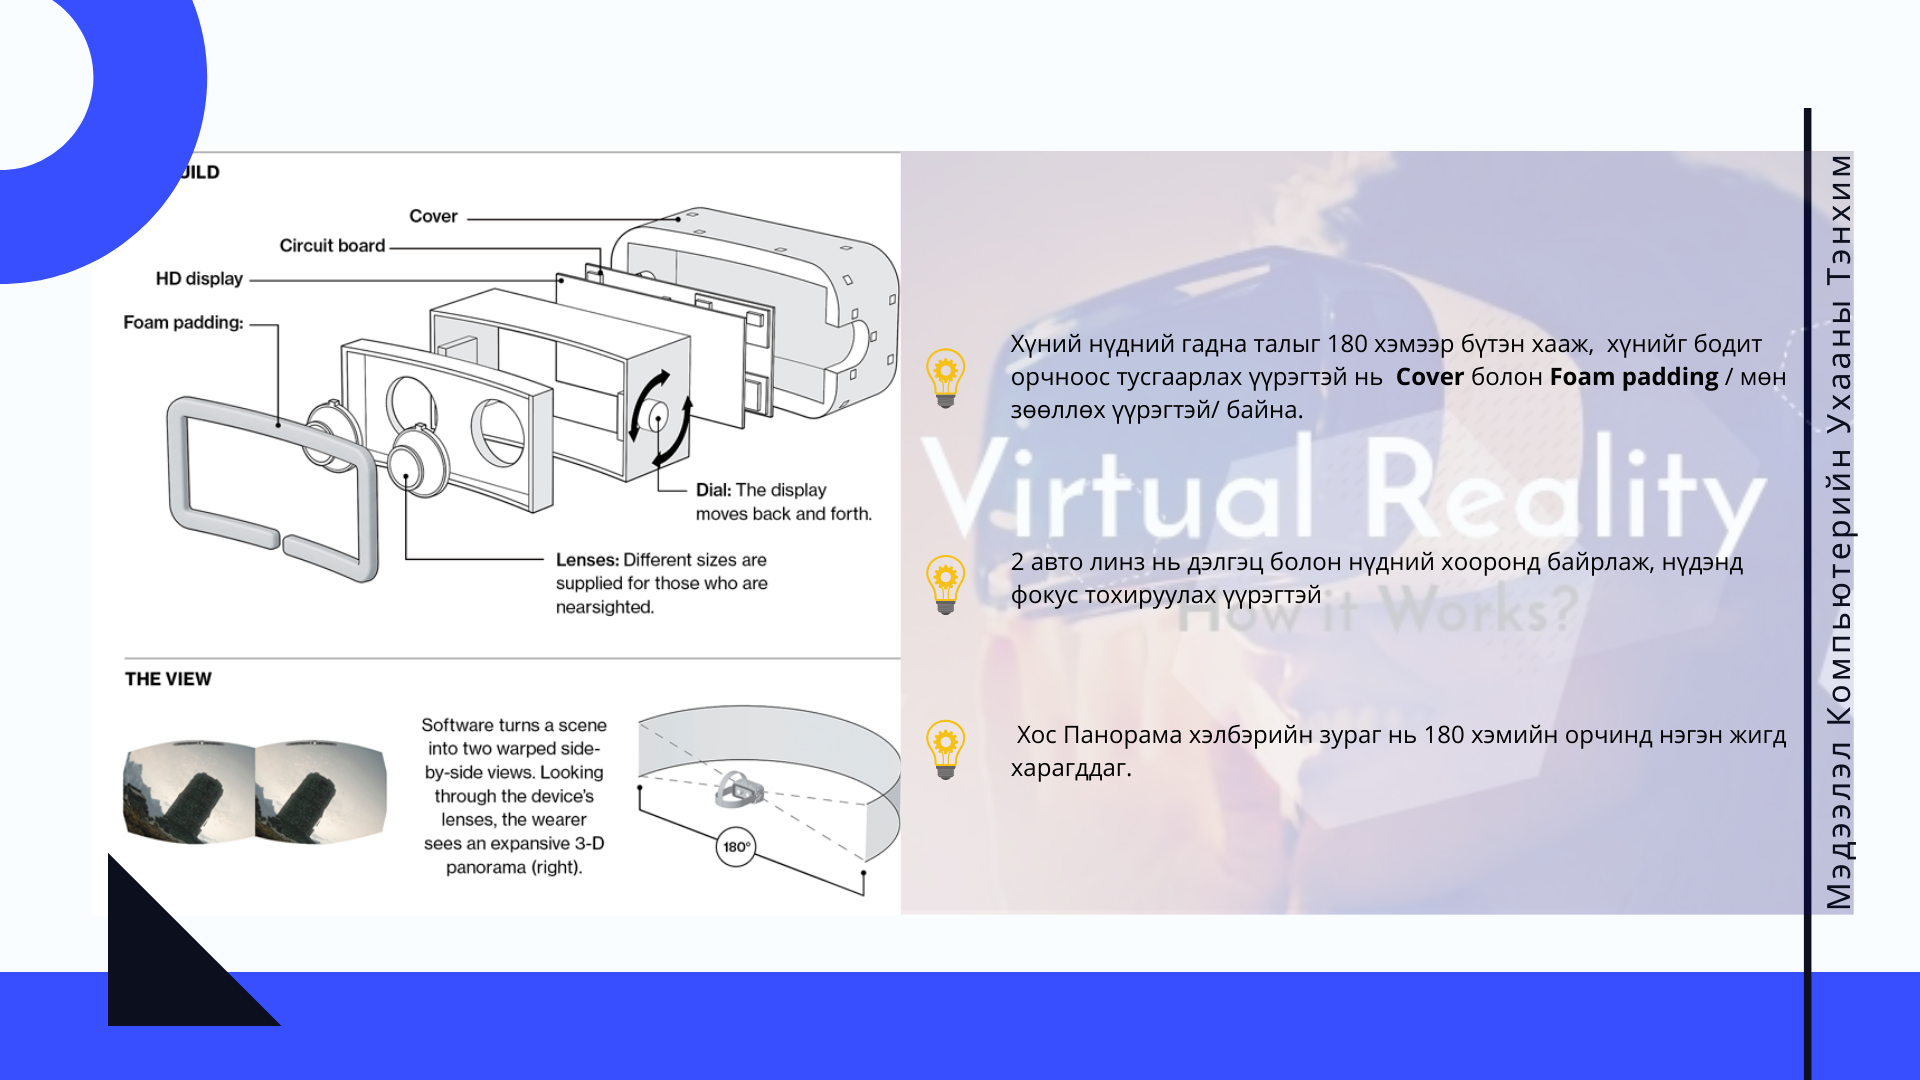 UILD
Cover
Circuit board
HD display
Foam padding:
Dial: The display
moves back and forth.
Lenses: Different sizes are
supplied for those who are
nearsighted.
THE VIEW
Software turns a scene
into two warped side-
by-side views. Looking
through the device's
lenses, the wearer
sees an expansive 3-D
panorama (right).
180°
Хүний нүдний гадна талыг 180 хэмээр бүтэн хааж, хүнийг бодит
орчноос тусгаарлах үүрэгтэй нь Cover болон Foam padding / мөн
зөөллөх үүрэгтэй/ байна.
Virtual Reality
2 авто линз нь дэлгэц болон нүдний хооронд байрлаж, нүдэнд
фокус тохируулах үүрэгтэй
How it Works?
Хос Панорама хэлбэрийн зураг нь 180 хэмийн орчинд нэгэн жигд
харагддаг.
Мэдээлэл Компьютерийн Ухааны Тэнхим